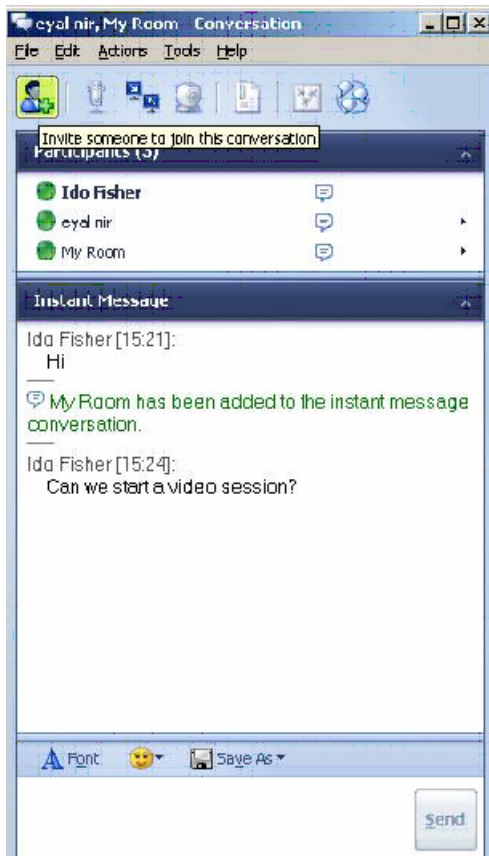 eyal nir, My Room - Conversation
File Edit Actions Tools Help
Invite someone to join this conversation
Participants (3)
Ido Fisher
eyal nir
My Room
Instant Message
Ido Fisher [15:21]:
Hi
My Room has been added to the instant message
conversation.
Ido Fisher [15:24]:
Can we start a video session?
Font
Save As
Send